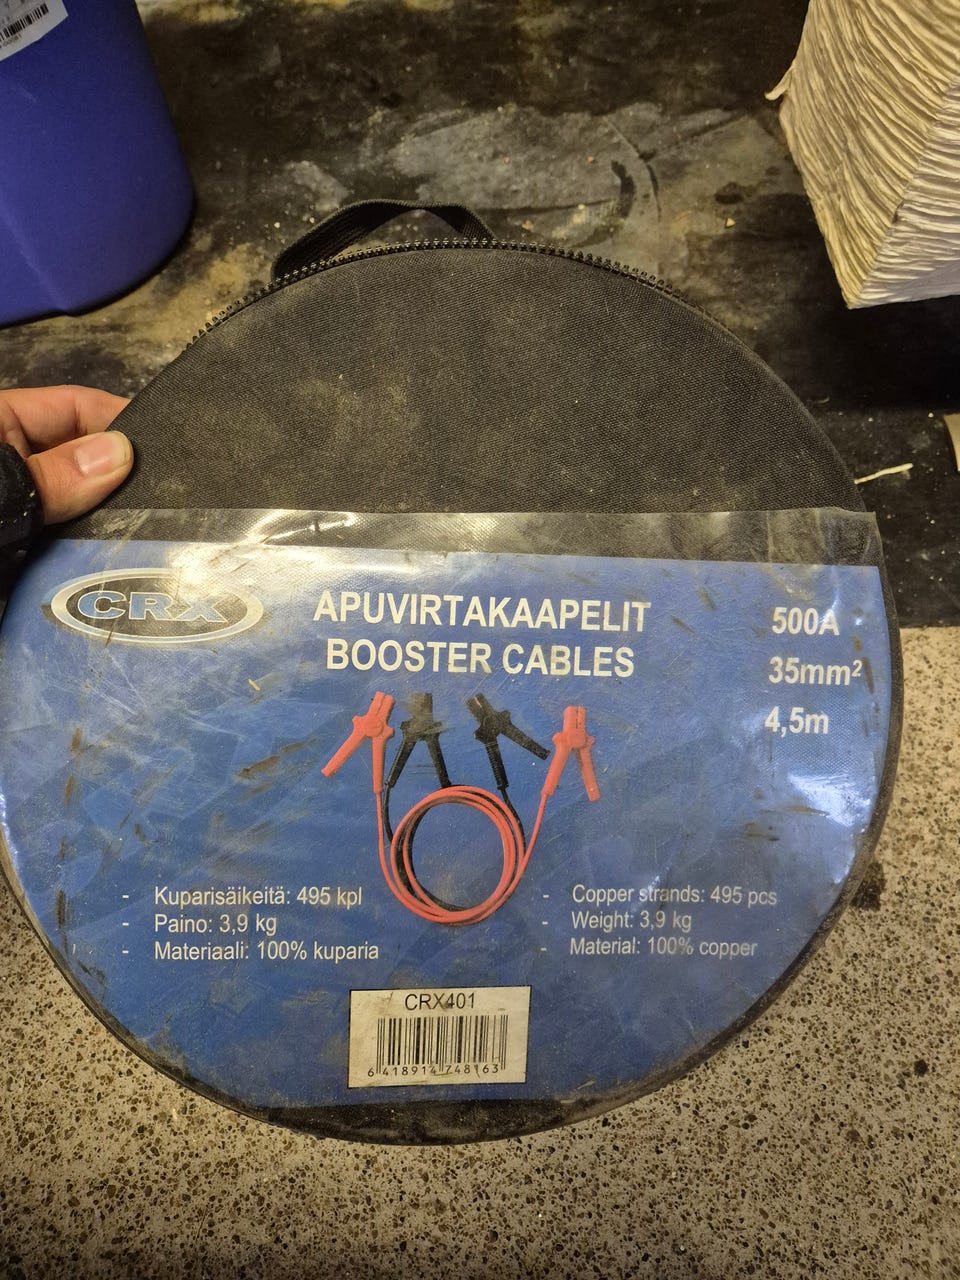 CRX
APUVIRTAKAAPELIT
BOOSTER CABLES
500A
35mm²
4,5m
- Kuparisäikeitä: 495 kpl
- Paino: 3,9 kg
- Materiaali: 100% kuparia
- Copper strands: 495 pcs
- Weight: 3,9 kg
- Material: 100% copper
CRX401
6 418914 748163